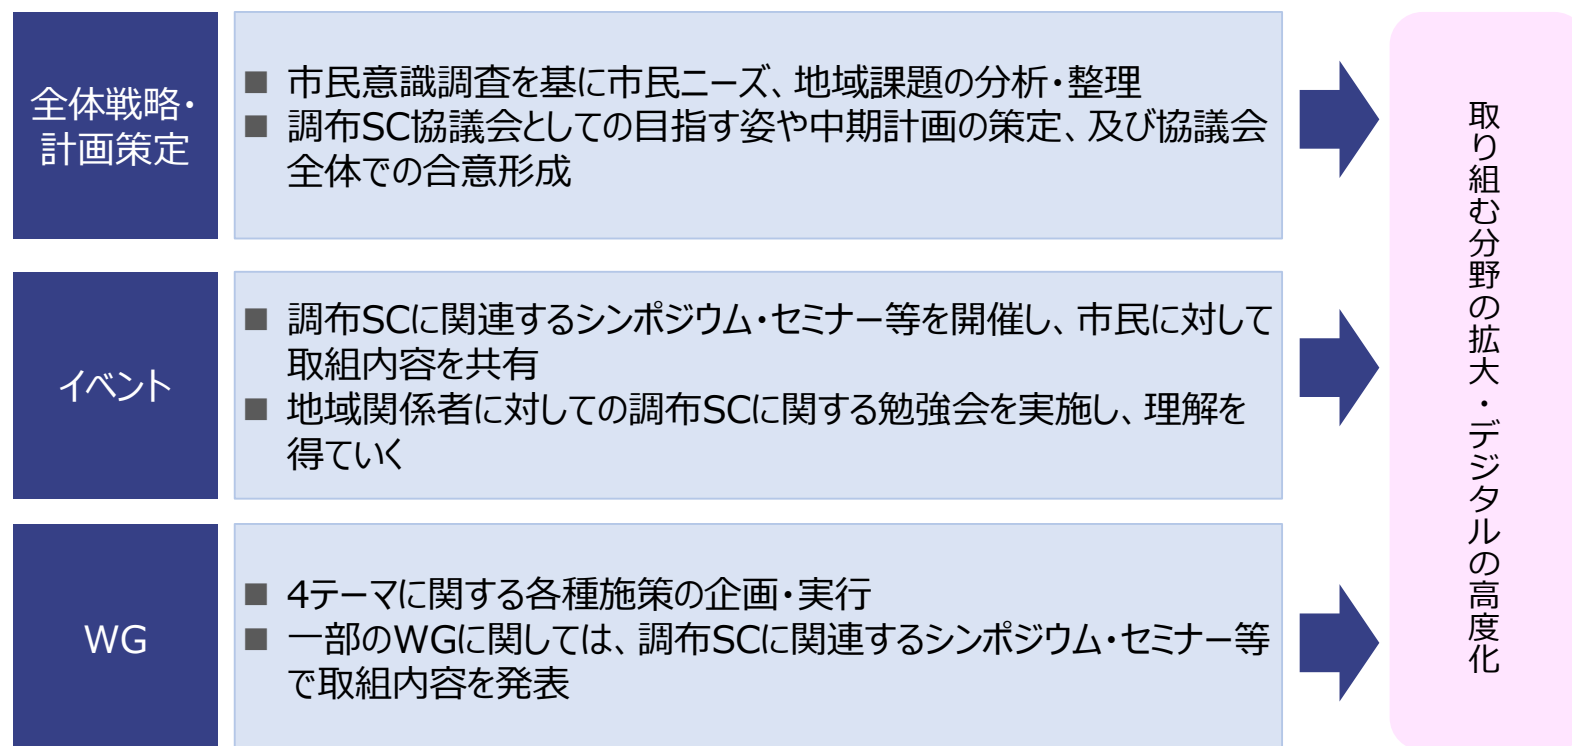 全体戦略・
計画策定
■ 市民意識調査を基に市民ニーズ、地域課題の分析・整理
■ 調布SC協議会としての目指す姿や中期計画の策定、及び協議会
全体での合意形成
イベント
■ 調布SCに関連するシンポジウム・セミナー等を開催し、市民に対して
取組内容を共有
■ 地域関係者に対しての調布SCに関する勉強会を実施し、理解を
得ていく
WG
■ 4テーマに関する各種施策の企画・実行
■ 一部のWGに関しては、調布SCに関連するシンポジウム・セミナー等
で取組内容を発表
取り組む分野の拡大・デジタルの高度化